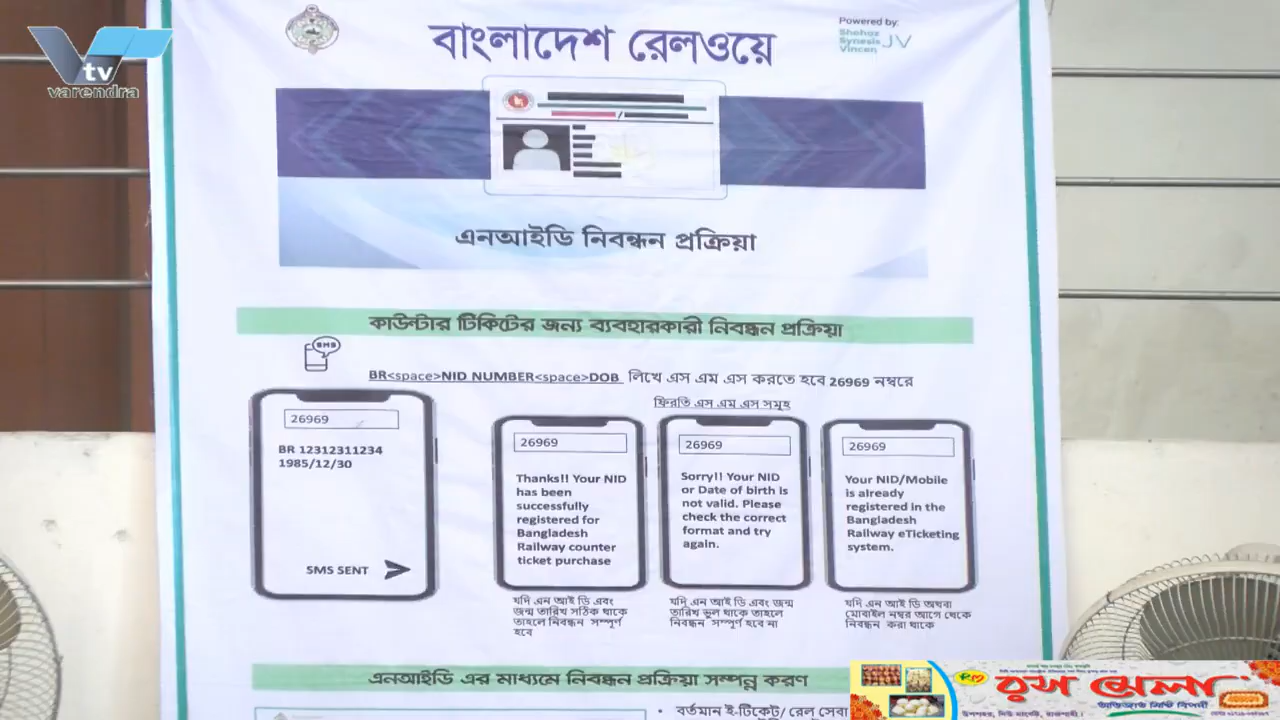 tv
varendra
বাংলাদেশ রেলওয়ে
Powered by:
Shohoz
Synesis JV
Vincen
এনআইডি নিবন্ধন প্রক্রিয়া
কাউন্টার টিকিটের জন্য ব্যবহারকারী নিবন্ধন প্রক্রিয়া
SMS
BR<space>NID NUMBER<space>DOB লিখে এস এম এস করতে হবে 26969 নম্বরে
ফিরতি এস এম এস সমূহ
26969
BR 12312311234
1985/12/30
SMS SENT
26969
Thanks!! Your NID
has been
successfully
registered for
Bangladesh
Railway counter
ticket purchase
যদি এন আই ডি এবং
জন্ম তারিখ সঠিক থাকে
তাহলে নিবন্ধন সম্পূর্ণ
হবে
26969
Sorry!! Your NID
or Date of birth is
not valid. Please
check the correct
format and try
again.
যদি এন আই ডি এবং জন্ম
তারিখ ভুল থাকে তাহলে
নিবন্ধন সম্পূর্ণ হবে না
26969
Your NID/Mobile
is already
registered in the
Bangladesh
Railway eTicketing
system.
যদি এন আই ডি অথবা
মোবাইল নম্বর আগে থেকে
নিবন্ধন করা থাকে
এনআইডি এর মাধ্যমে নিবন্ধন প্রক্রিয়া সম্পন্ন করণ
• বর্তমান ই-টিকেট/ রেল সেবা